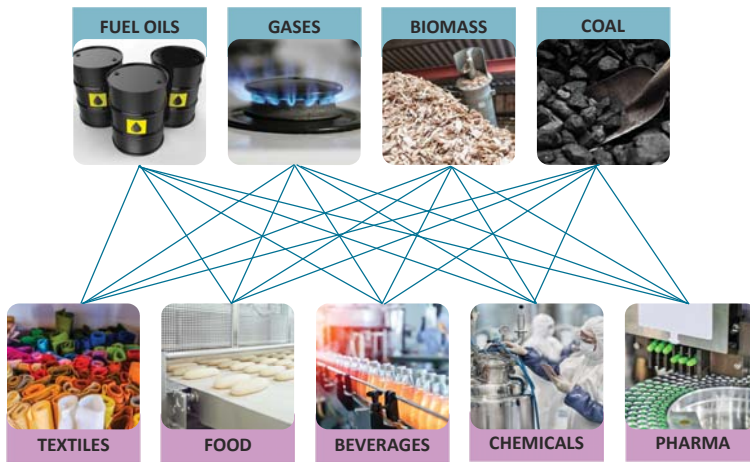 FUEL OILS
GASES
BIOMASS
COAL
TEXTILES
FOOD
BEVERAGES
CHEMICALS
PHARMA